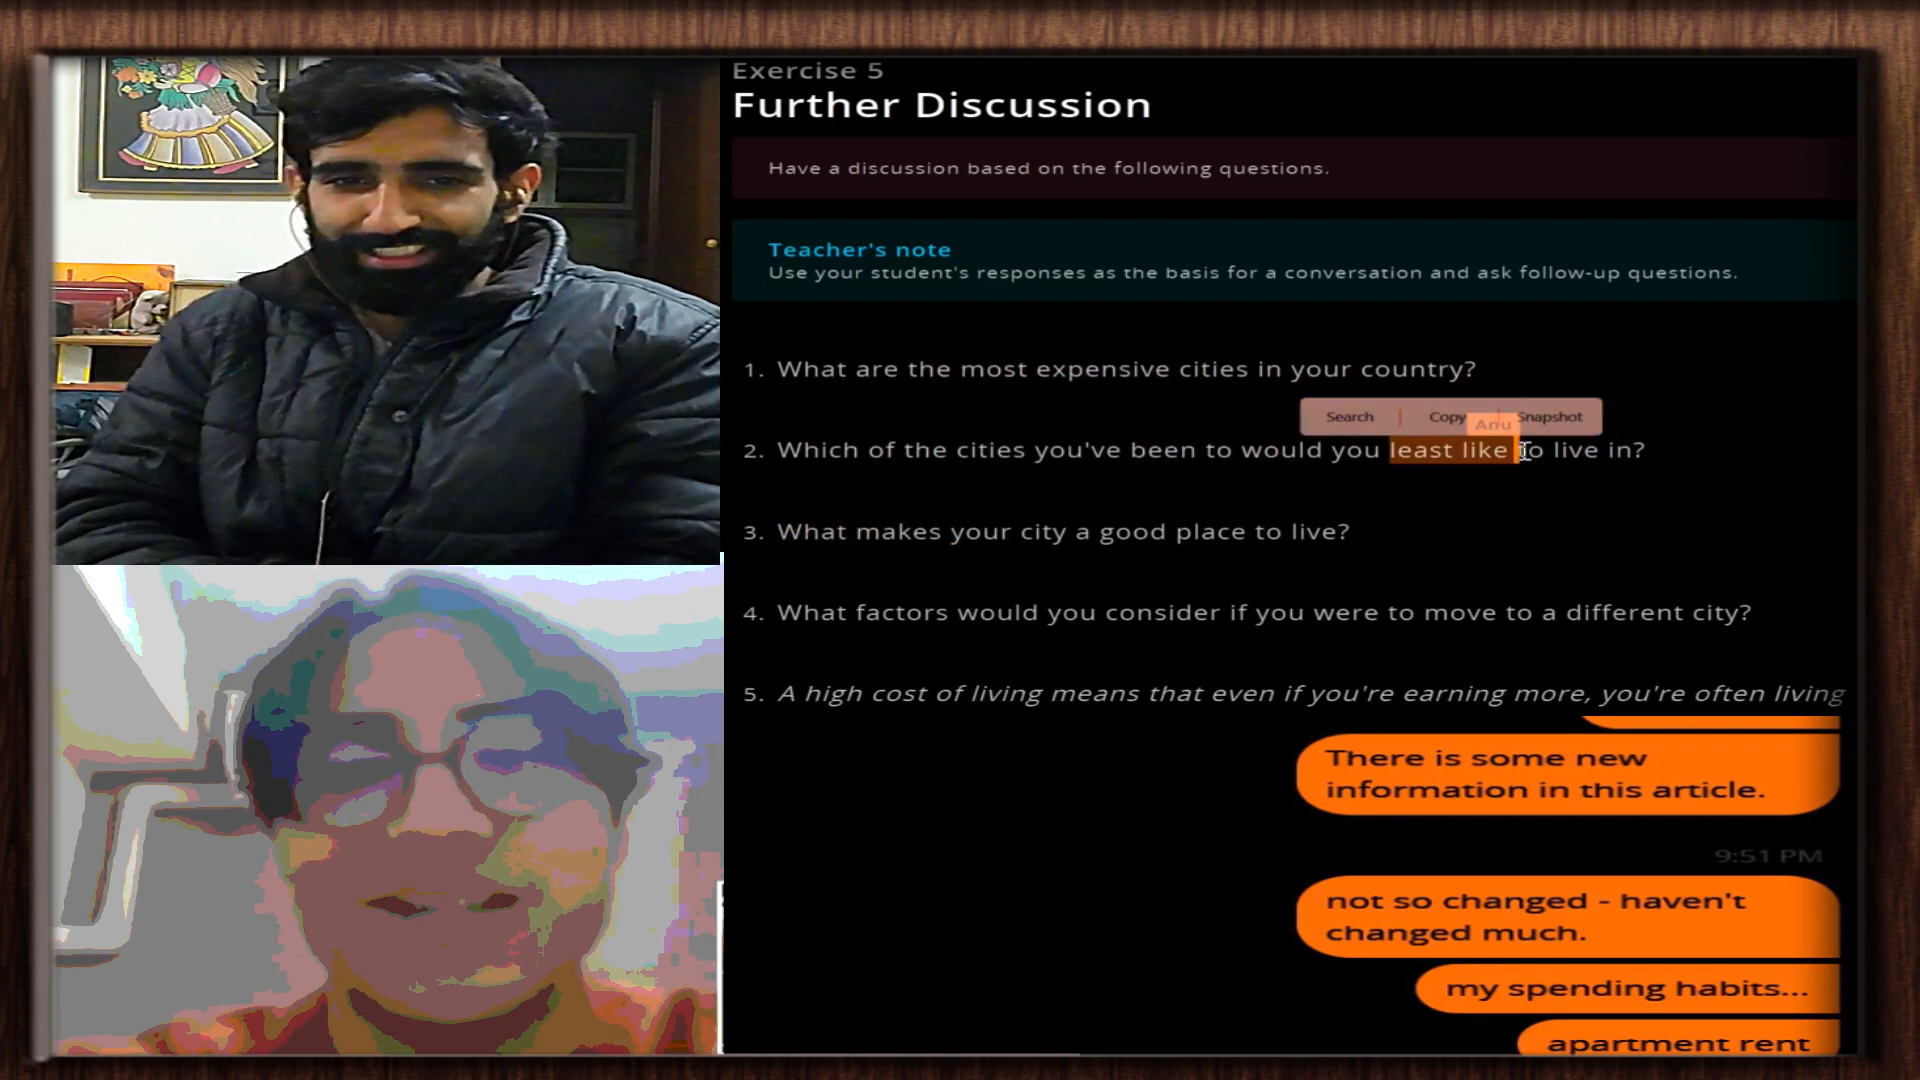 Exercise 5
Further Discussion
Have a discussion based on the following questions.
Teacher's note
Use your student's responses as the basis for a conversation and ask follow-up questions.
1. What are the most expensive cities in your country?
Search | Copy | Snapshot
Anu
2. Which of the cities you've been to would you least like to live in?
3. What makes your city a good place to live?
4. What factors would you consider if you were to move to a different city?
5. A high cost of living means that even if you're earning more, you're often living
There is some new
information in this article.
9:51 PM
not so changed - haven't
changed much.
my spending habits...
apartment rent